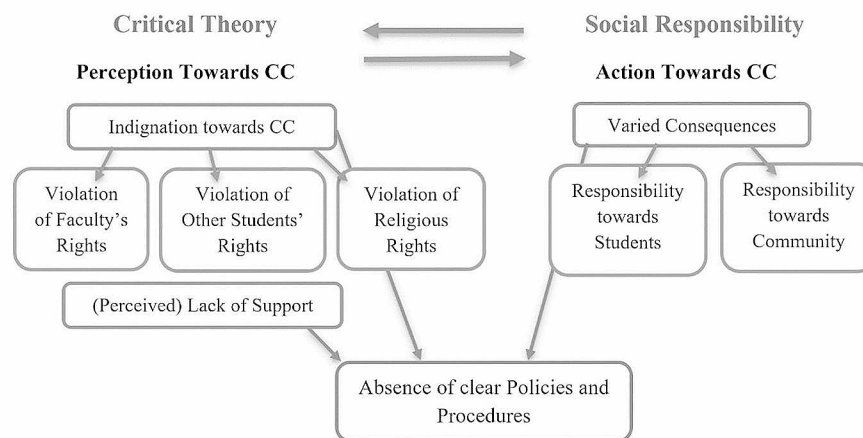 Critical Theory
Social Responsibility
Perception Towards CC
Action Towards CC
Indignation towards CC
Varied Consequences
Violation
of Faculty’s
Rights
Violation of
Other Students’
Rights
Violation of
Religious
Rights
Responsibility
towards
Students
Responsibility
towards
Community
(Perceived) Lack of Support
Absence of clear Policies and
Procedures